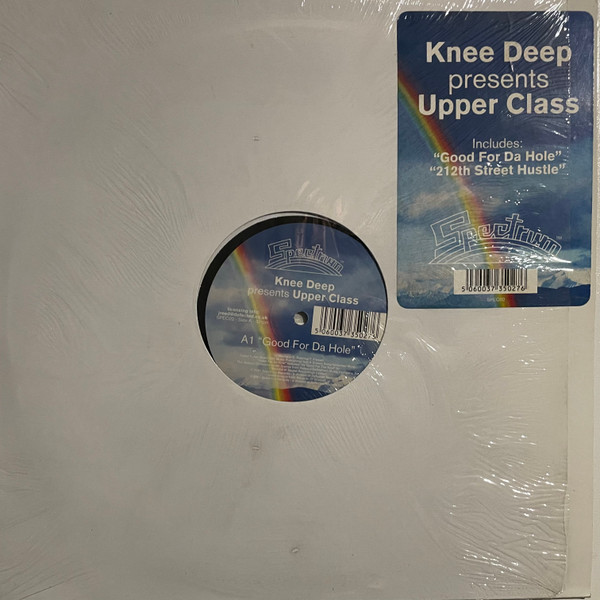 Knee Deep
presents
Upper Class
Includes:
"Good For Da Hole"
"212th Street Hustle"
Spectrum
5 060037 350276
Spectrum
Knee Deep
presents Upper Class
A1 "Good For Da Hole"